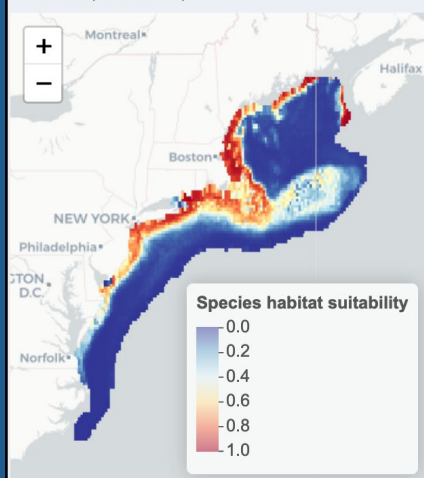 +
Montreal
−
Halifax
Boston
NEW YORK
Philadelphia
TON
D.C.
Norfolk
Species habitat suitability
0.0
0.2
0.4
0.6
0.8
1.0